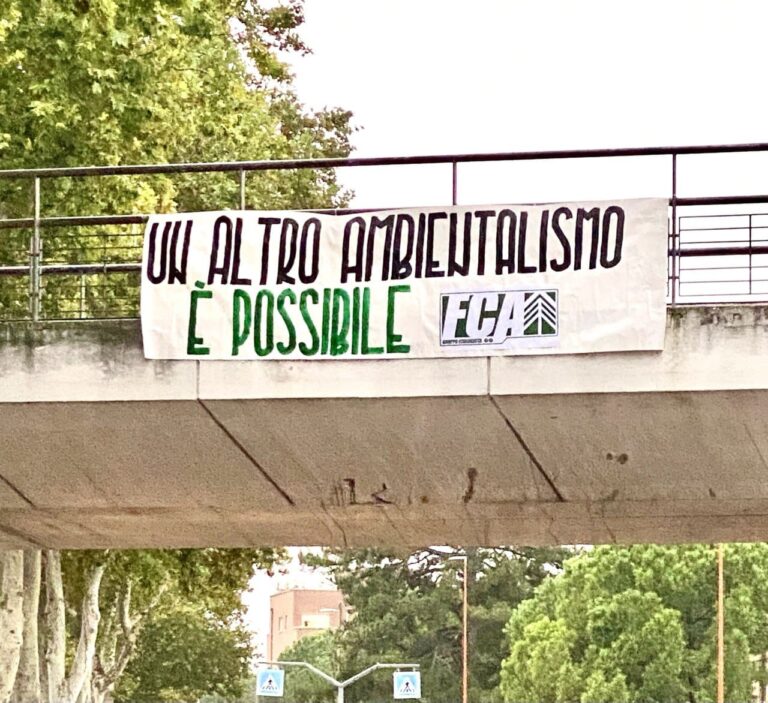 UN ALTRO AMBIENTALISMO
È POSSIBILE
FCA